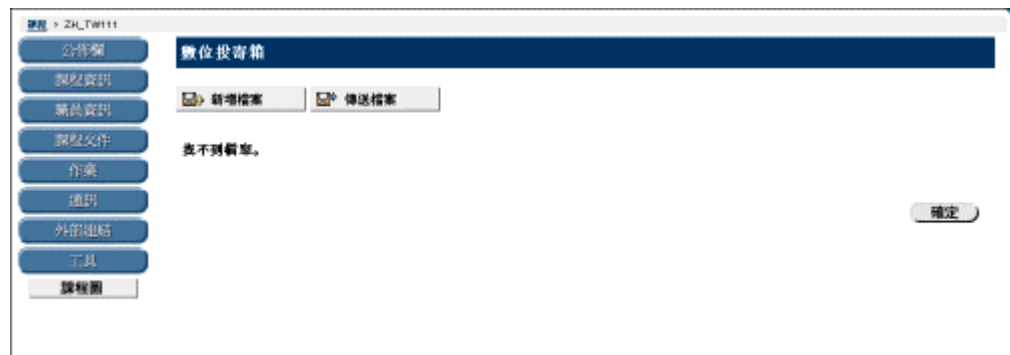 課程 > ZH_TW111
公佈欄
課程資訊
職員資訊
課程文件
作業
通訊
外部連結
工具
課程圖
數位投寄箱
新增檔案
傳送檔案
找不到檔案。
確定